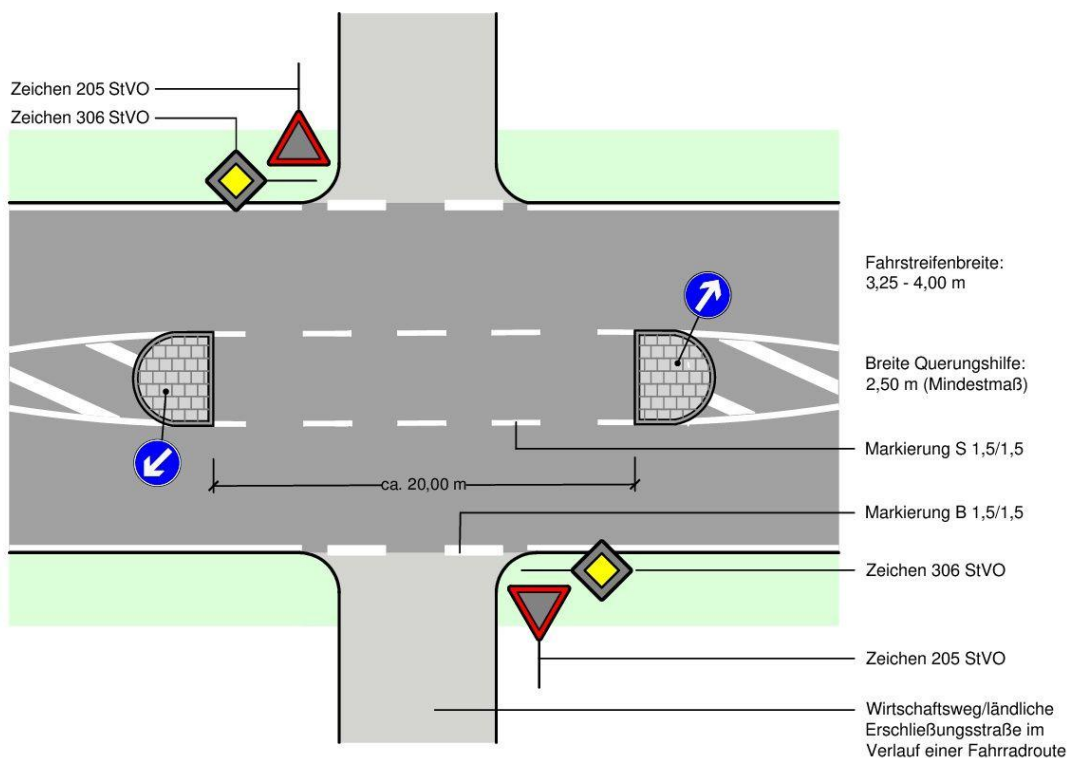 Zeichen 205 StVO
Zeichen 306 StVO
Fahrstreifenbreite:
3,25 - 4,00 m
Breite Querungshilfe:
2,50 m (Mindestmaß)
Markierung S 1,5/1,5
ca. 20,00 m
Markierung B 1,5/1,5
Zeichen 306 StVO
Zeichen 205 StVO
Wirtschaftsweg/ländliche
Erschließungsstraße im
Verlauf einer Fahrradroute